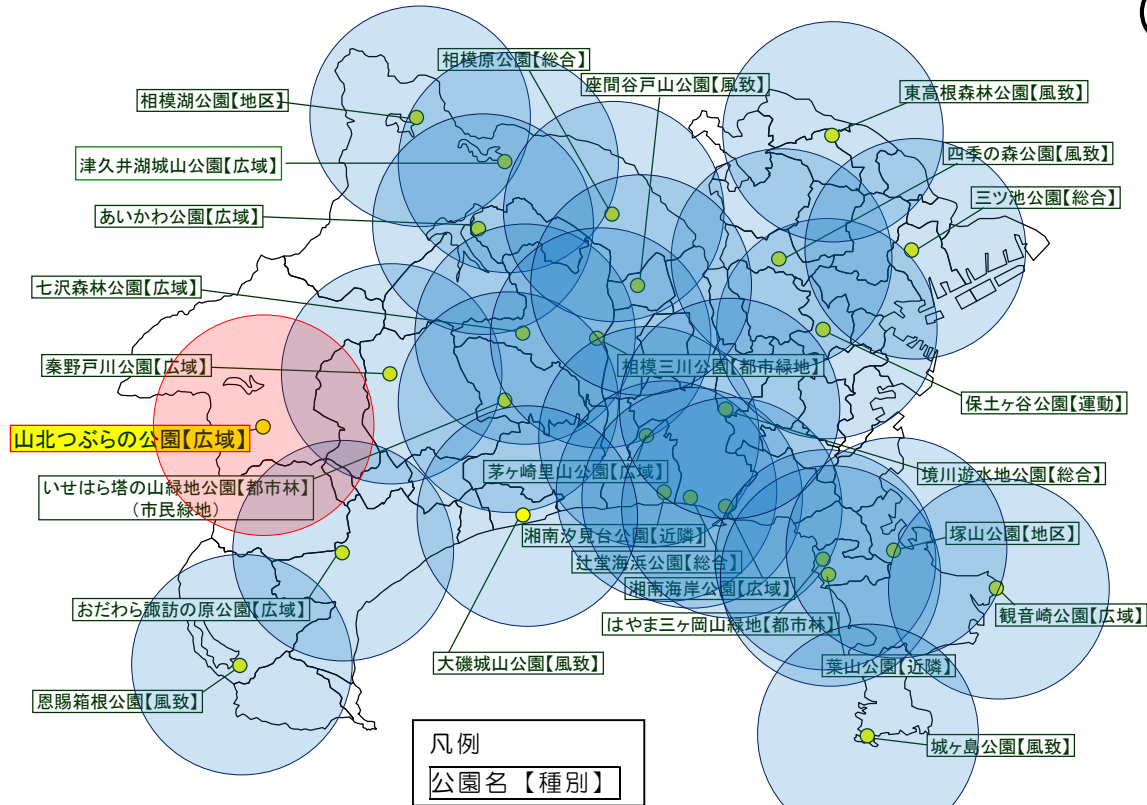 相模原公園【総合】
座間谷戸山公園【風致】
相模湖公園【地区】
東高根森林公園【風致】
津久井湖城山公園【広域】
四季の森公園【風致】
三ツ池公園【総合】
あいかわ公園【広域】
七沢森林公園【広域】
秦野戸川公園【広域】
相模三川公園【都市緑地】
保土ヶ谷公園【運動】
山北つぶらの公園【広域】
いせはら塔の山緑地公園【都市林】
（市民緑地）
茅ヶ崎里山公園【広域】
境川遊水地公園【総合】
湘南汐見台公園【近隣】
塚山公園【地区】
辻堂海浜公園【総合】
湘南海岸公園【広域】
おだわら諏訪の原公園【広域】
はやま三ヶ岡山緑地【都市林】
観音崎公園【広域】
大磯城山公園【風致】
葉山公園【近隣】
恩賜箱根公園【風致】
城ヶ島公園【風致】
凡例
公園名【種別】